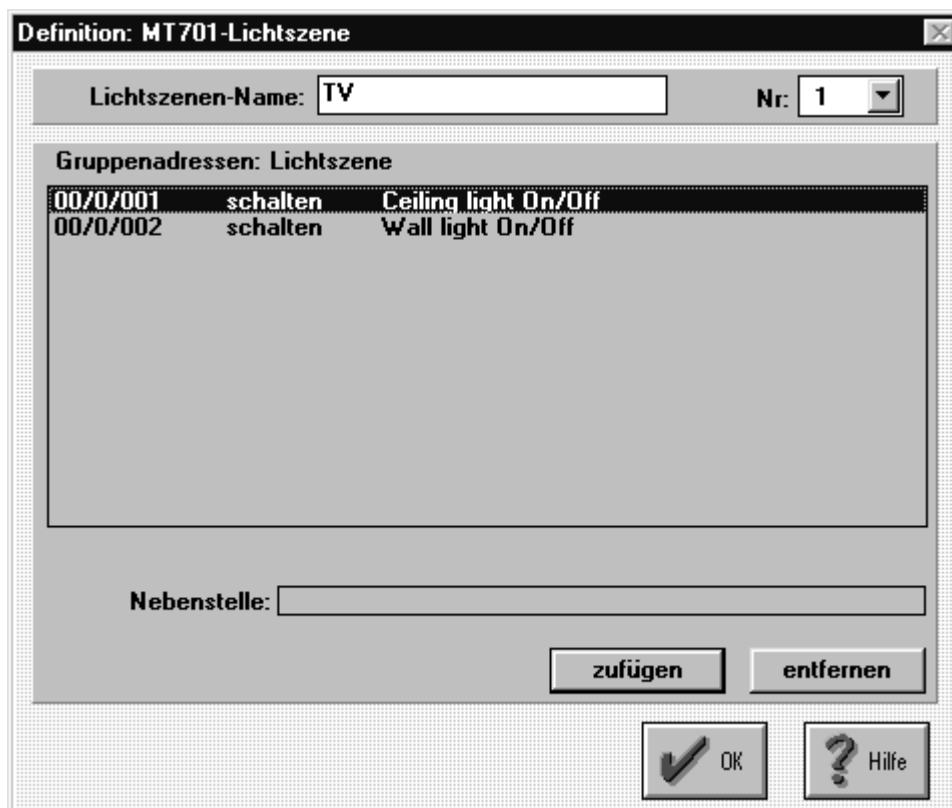 Definition: MT701-Lichtszene
Lichtszenen-Name: TV Nr: 1
Gruppenadressen: Lichtszene
00/0/001 schalten Ceiling light On/Off
00/0/002 schalten Wall light On/Off
Nebenstelle:
zufügen entfernen
OK Hilfe